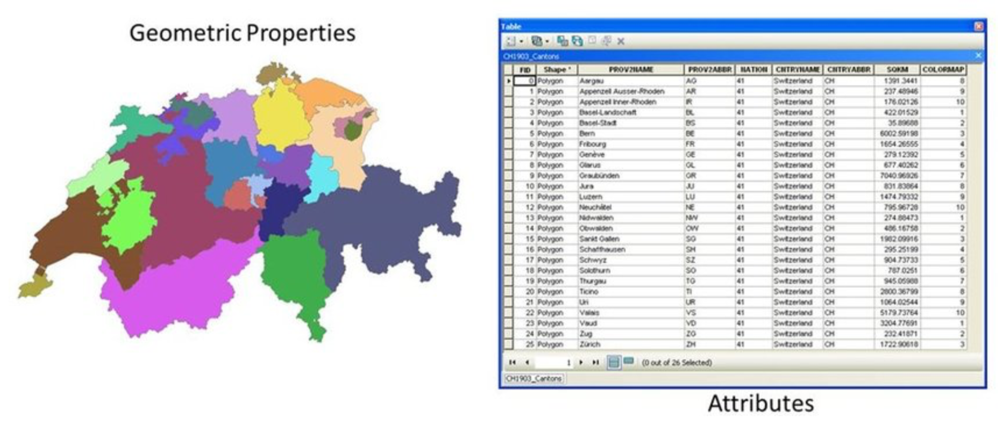 Geometric Properties
Table
CH1903_Cantons
FID Shape * PROV2NAME PROV2ABBR NATION CNTRYNAME CNTRYABBR SQKM COLORMAP
0 Polygon Aargau AG 41 Switzerland CH 1391.3441 8
1 Polygon Appenzell Ausser-Rhoden AR 41 Switzerland CH 237.48946 9
2 Polygon Appenzell Inner-Rhoden IR 41 Switzerland CH 176.02126 10
3 Polygon Basel-Landschaft BL 41 Switzerland CH 422.01529 1
4 Polygon Basel-Stadt BS 41 Switzerland CH 35.89688 2
5 Polygon Bern BE 41 Switzerland CH 6002.59198 3
6 Polygon Fribourg FR 41 Switzerland CH 1654.26555 4
7 Polygon Genève GE 41 Switzerland CH 279.12392 5
8 Polygon Glarus GL 41 Switzerland CH 677.40262 6
9 Polygon Graubünden GR 41 Switzerland CH 7040.96926 7
10 Polygon Jura JU 41 Switzerland CH 831.83864 8
11 Polygon Luzern LU 41 Switzerland CH 1474.79332 9
12 Polygon Neuchâtel NE 41 Switzerland CH 795.96728 10
13 Polygon Nidwalden NW 41 Switzerland CH 274.88473 1
14 Polygon Obwalden OW 41 Switzerland CH 486.16758 2
15 Polygon Sankt Gallen SG 41 Switzerland CH 1982.09916 3
16 Polygon Schaffhausen SH 41 Switzerland CH 295.25199 4
17 Polygon Schwyz SZ 41 Switzerland CH 904.73733 5
18 Polygon Solothurn SO 41 Switzerland CH 787.0251 6
19 Polygon Thurgau TG 41 Switzerland CH 945.05988 7
20 Polygon Ticino TI 41 Switzerland CH 2800.36799 8
21 Polygon Uri UR 41 Switzerland CH 1064.02544 9
22 Polygon Valais VS 41 Switzerland CH 5179.73764 10
23 Polygon Vaud VD 41 Switzerland CH 3204.77691 1
24 Polygon Zug ZG 41 Switzerland CH 232.41871 2
25 Polygon Zürich ZH 41 Switzerland CH 1722.90618 3
1 (0 out of 26 Selected)
CH1903_Cantons
Attributes